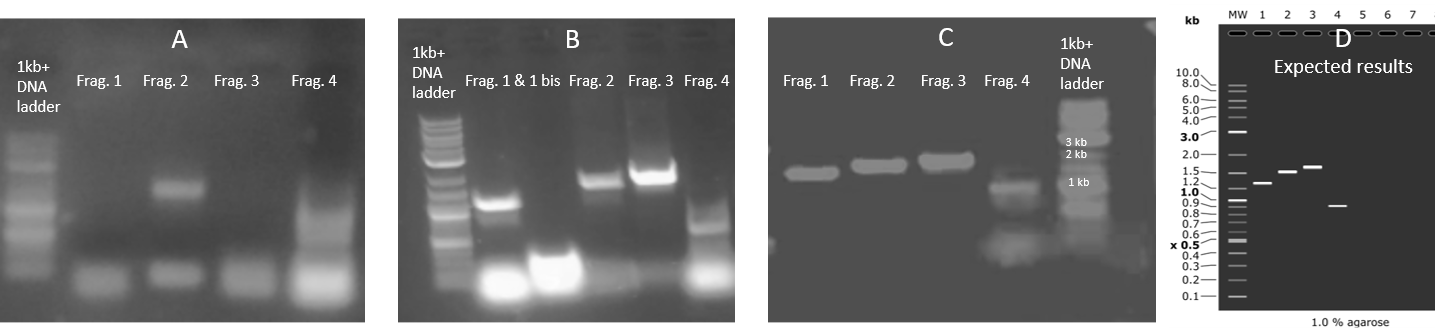 A
1kb+
DNA
ladder
Frag. 1
Frag. 2
Frag. 3
Frag. 4
B
1kb+
DNA
ladder
Frag. 1 & 1 bis
Frag. 2
Frag. 3
Frag. 4
C
Frag. 1
Frag. 2
Frag. 3
Frag. 4
1kb+
DNA
ladder
3 kb
2 kb
1 kb
kb
MW 1 2 3 4 5 6 7
D
Expected results
10.0
8.0
6.0
5.0
4.0
3.0
2.0
1.5
1.2
1.0
0.9
0.8
0.7
0.6
x 0.5
0.4
0.3
0.2
0.1
1.0 % agarose